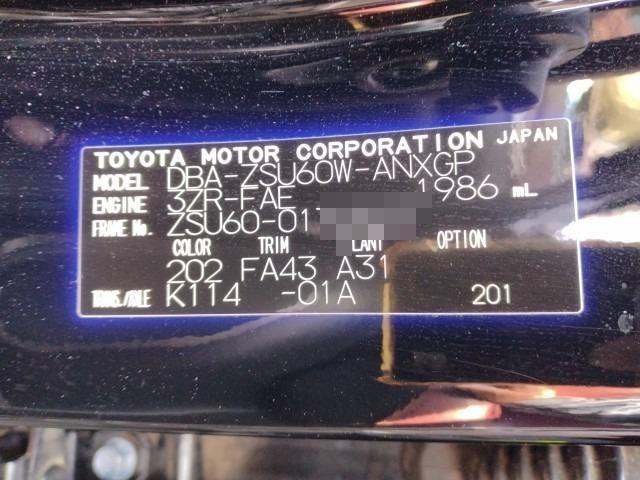 TOYOTA MOTOR CORPORATION JAPAN
MODEL DBA-ZSU60W-ANXGP
ENGINE 3ZR-FAE 1986 mL
FRAME No. ZSU60-01
COLOR TRIM PLANT OPTION
202 FA43 A31
TRANS./AXLE K114 -01A 201